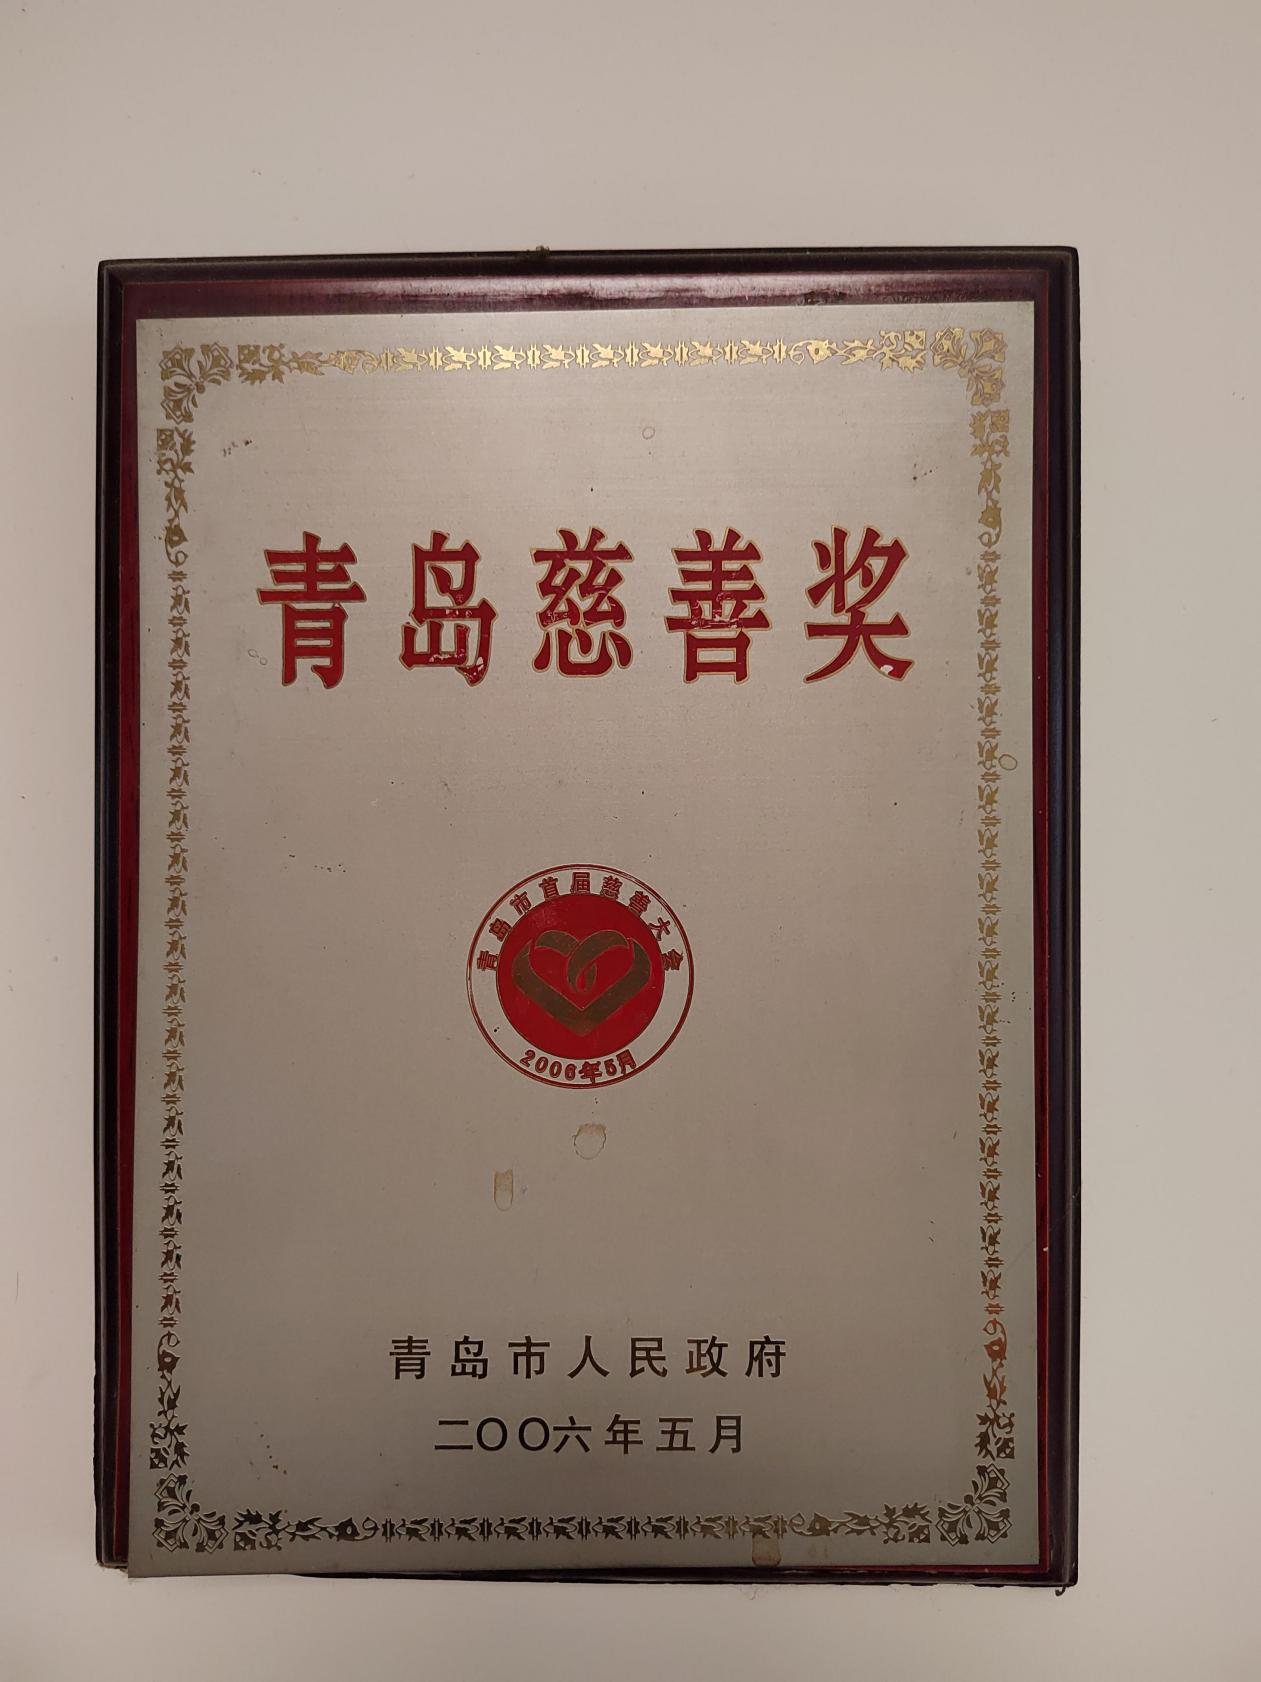 青岛慈善奖
青岛市首届慈善大会
2006年5月
青岛市人民政府
二〇〇六年五月